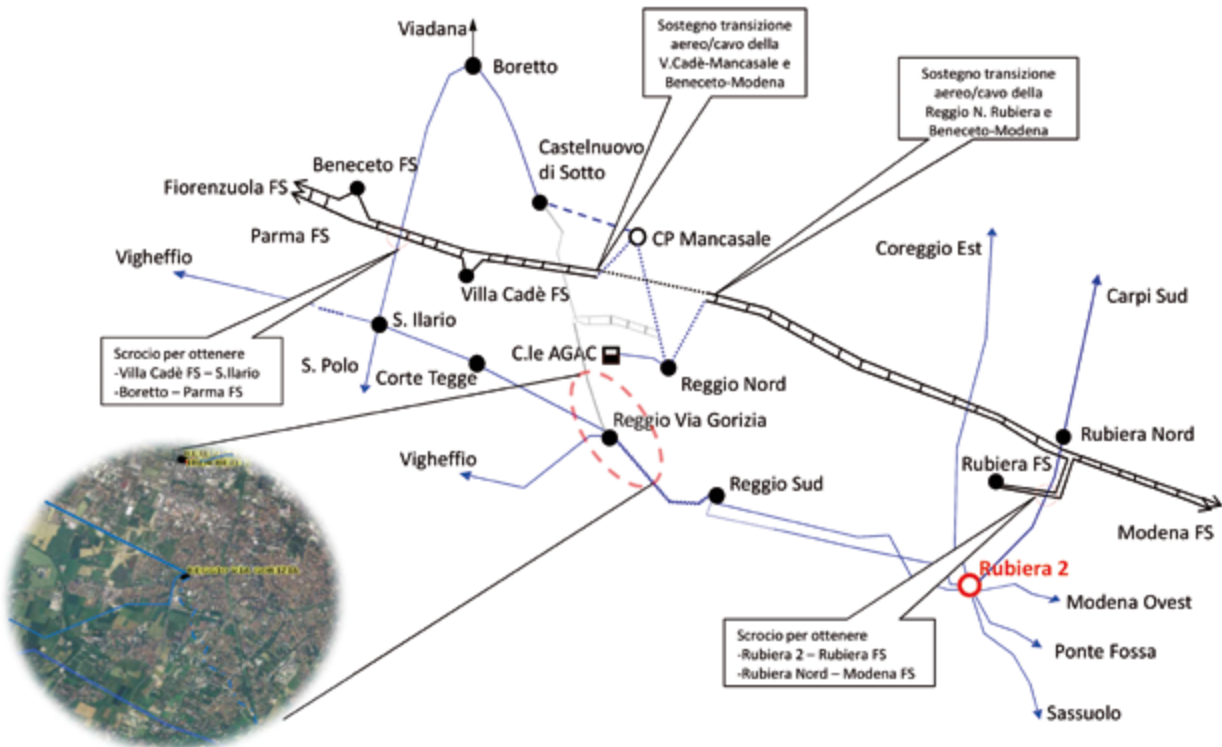 Viadana
Boretto
Sostegno transizione
aereo/cavo della
V.Cadè-Mancasale e
Beneceto-Modena
Sostegno transizione
aereo/cavo della
Reggio N. Rubiera e
Beneceto-Modena
Castelnuovo
di Sotto
Beneceto FS
Fiorenzuola FS
Parma FS
CP Mancasale
Coreggio Est
Vigheffio
Villa Cadè FS
Carpi Sud
S. Ilario
Scrocio per ottenere
-Villa Cadè FS – S.Ilario
-Boretto – Parma FS
S. Polo
Corte Tegge
C.le AGAC
Reggio Nord
Reggio Via Gorizia
Rubiera Nord
Vigheffio
Rubiera FS
Reggio Sud
Modena FS
Rubiera 2
Modena Ovest
Scrocio per ottenere
-Rubiera 2 – Rubiera FS
-Rubiera Nord – Modena FS
Ponte Fossa
Sassuolo